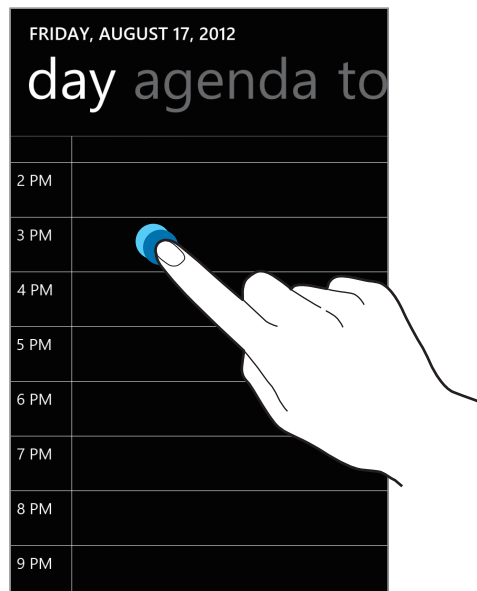 FRIDAY, AUGUST 17, 2012
day agenda to
2 PM
3 PM
4 PM
5 PM
6 PM
7 PM
8 PM
9 PM